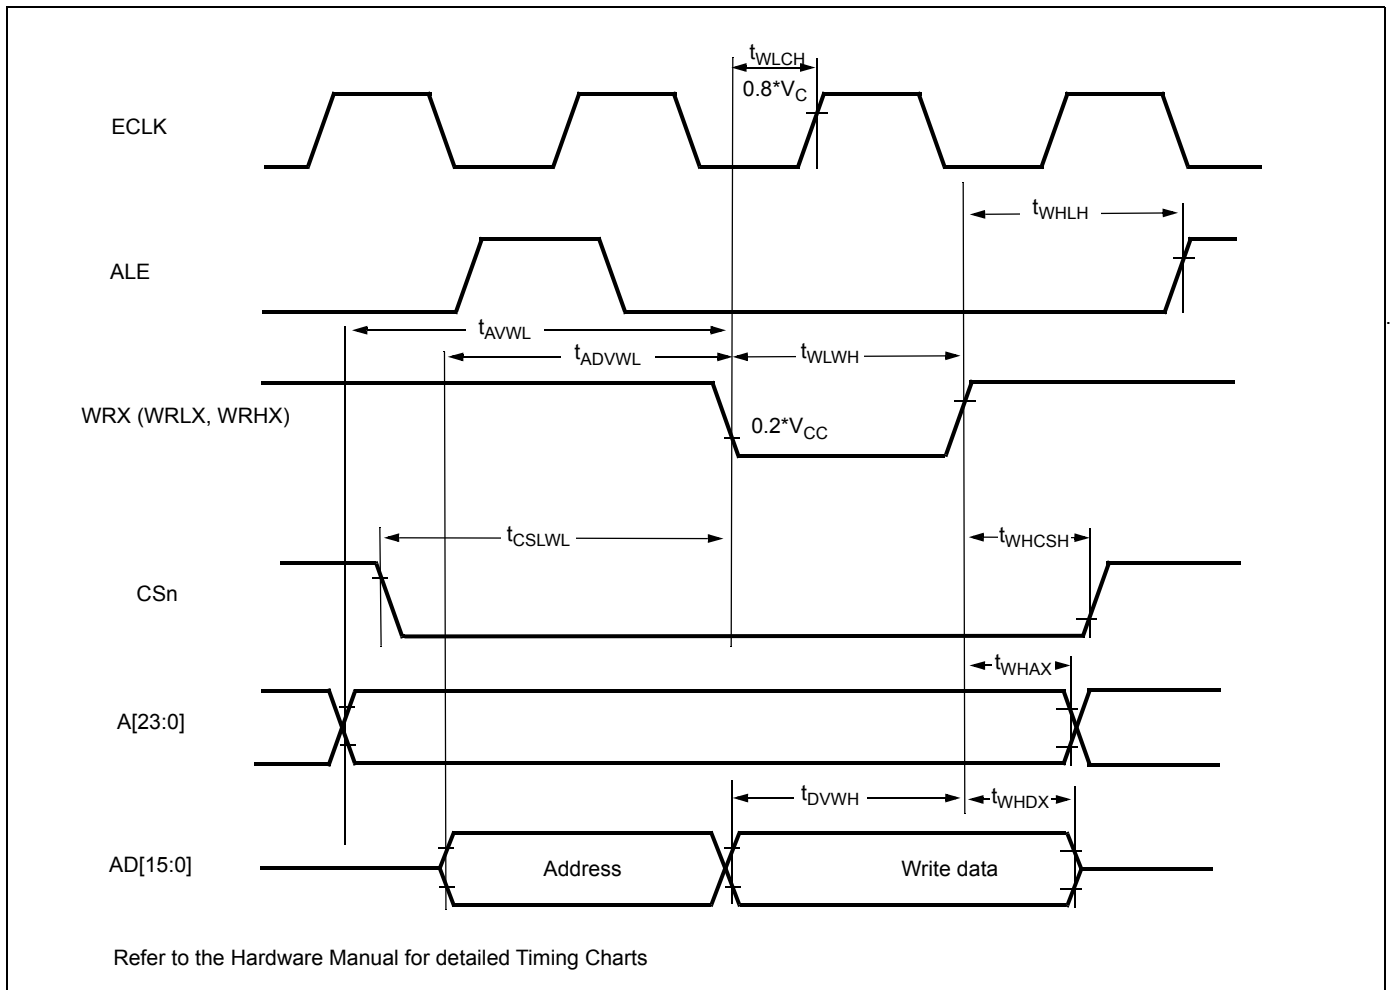 tWLCH
0.8*VC
ECLK
tWHLH
ALE
tAVWL
tADVWL
tWLWH
WRX (WRLX, WRHX)
0.2*VCC
tCSLWL
tWHCSH
CSn
tWHAX
A[23:0]
tDVWH
tWHDX
AD[15:0]
Address
Write data
Refer to the Hardware Manual for detailed Timing Charts